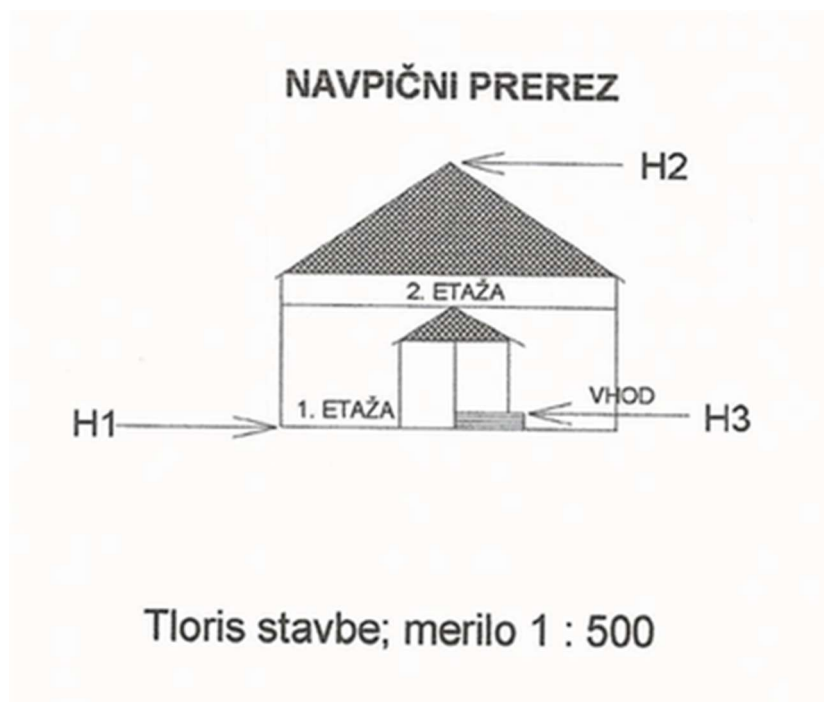 NAVPIČNI PREREZ
H2
2. ETAŽA
VHOD
1. ETAŽA
H1
H3
Tloris stavbe; merilo 1 : 500